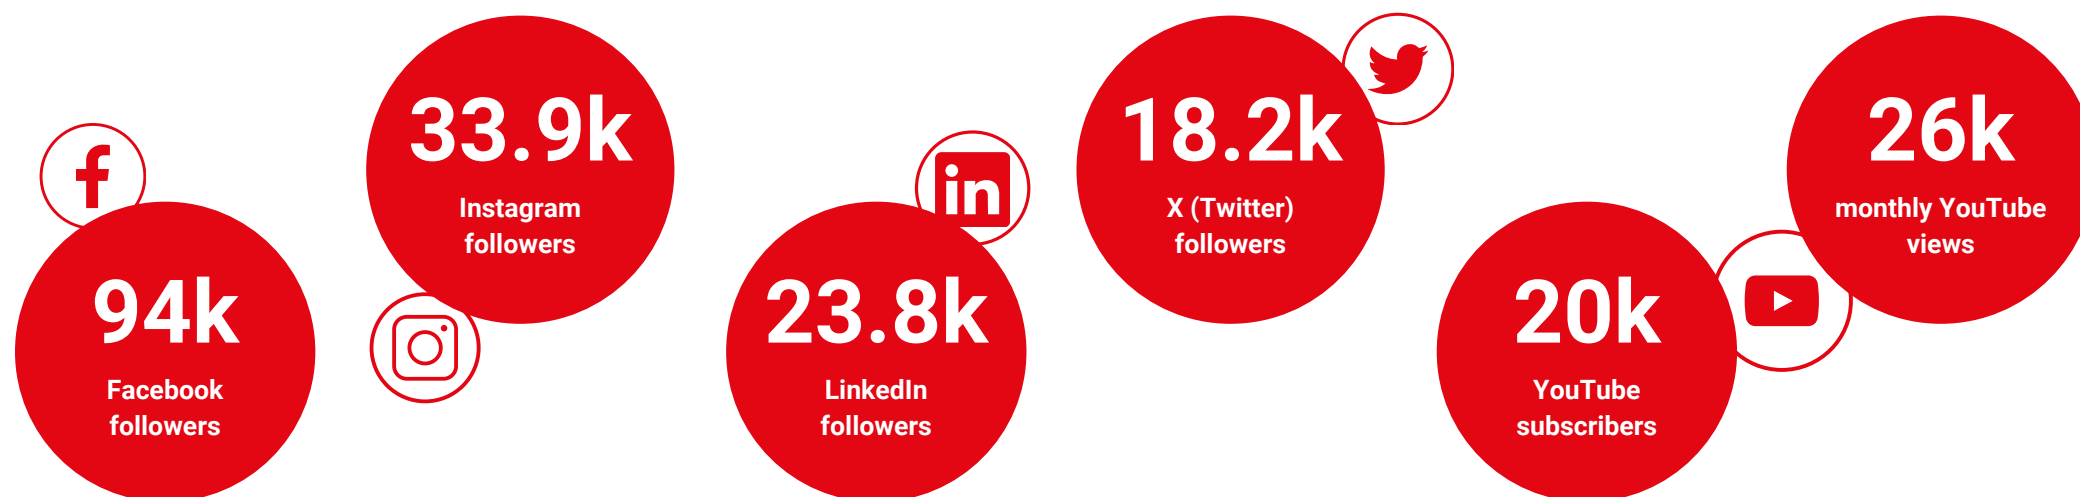 94k
Facebook
followers
33.9k
Instagram
followers
in
23.8k
LinkedIn
followers
18.2k
X (Twitter)
followers
20k
YouTube
subscribers
26k
monthly YouTube
views